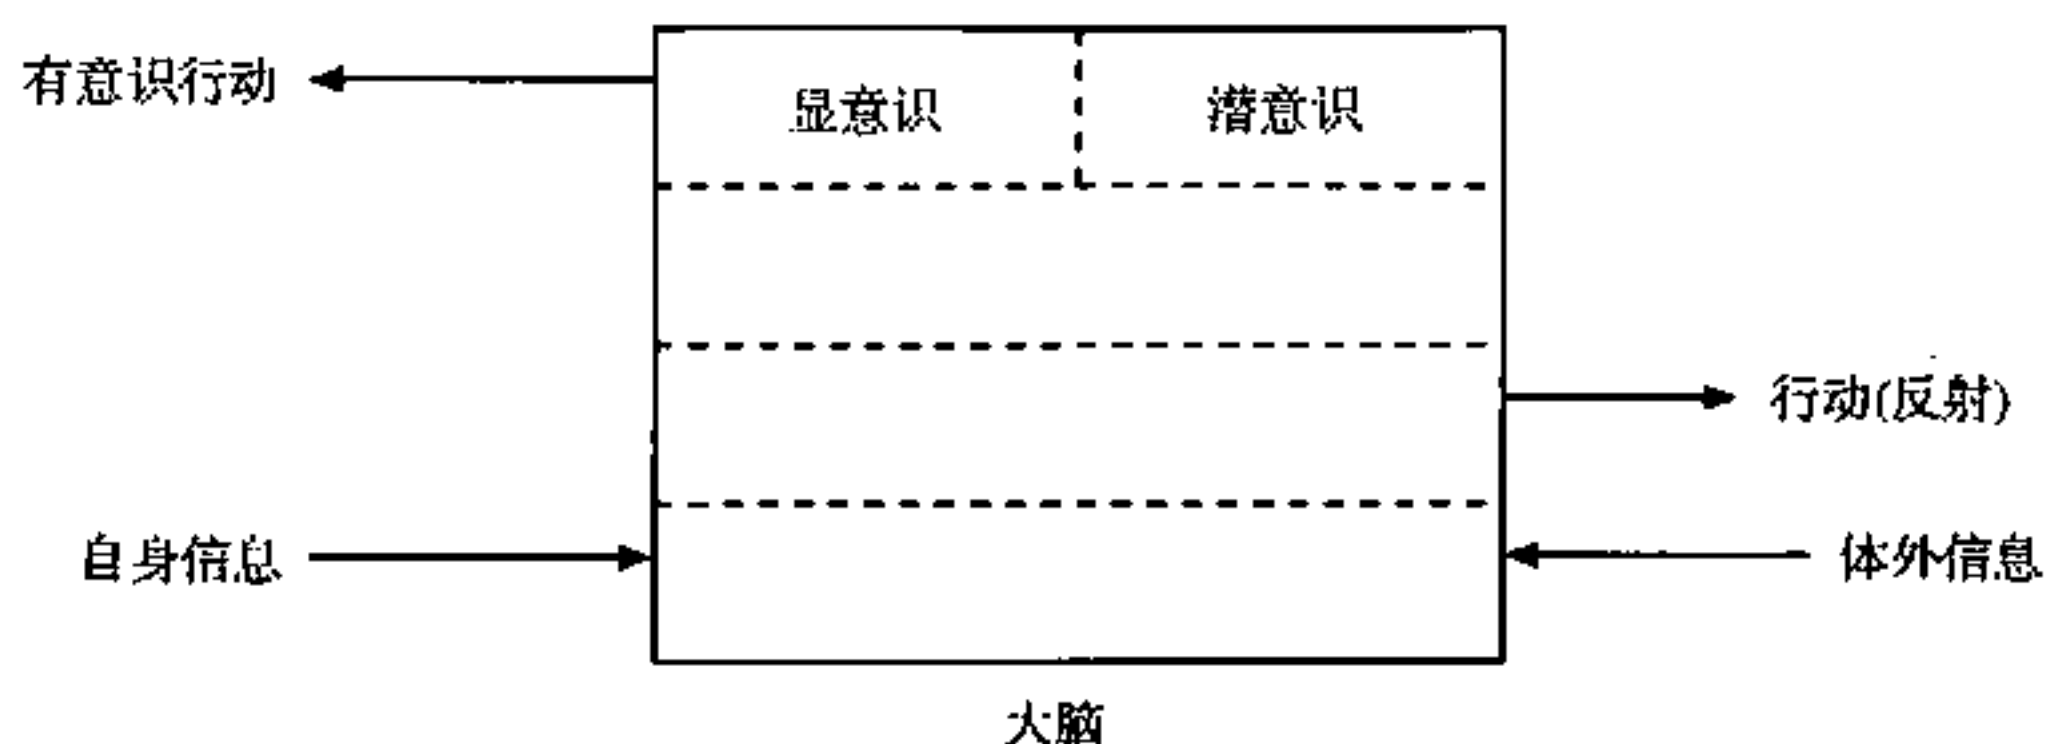 有意识行动
显意识
潜意识
行动(反射)
自身信息
体外信息
大脑